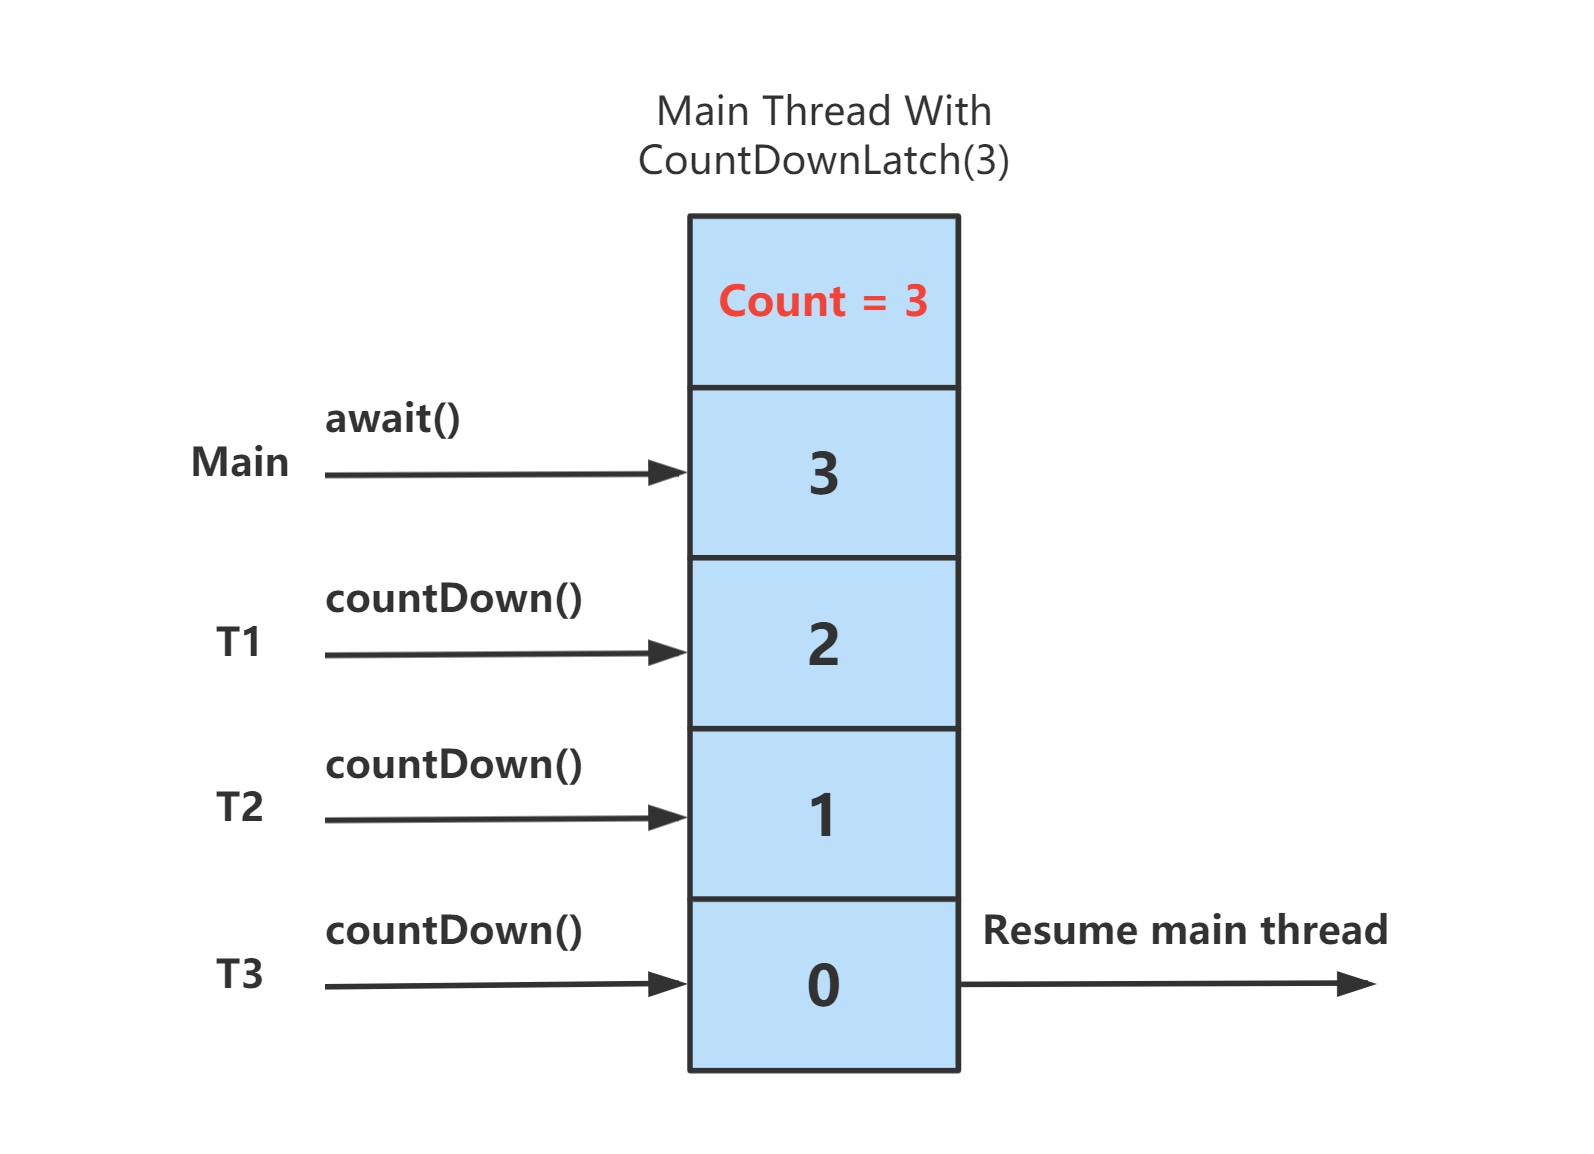 Main Thread With
CountDownLatch(3)
Count = 3
await()
Main
3
countDown()
T1
2
countDown()
T2
1
countDown()
T3
0
Resume main thread